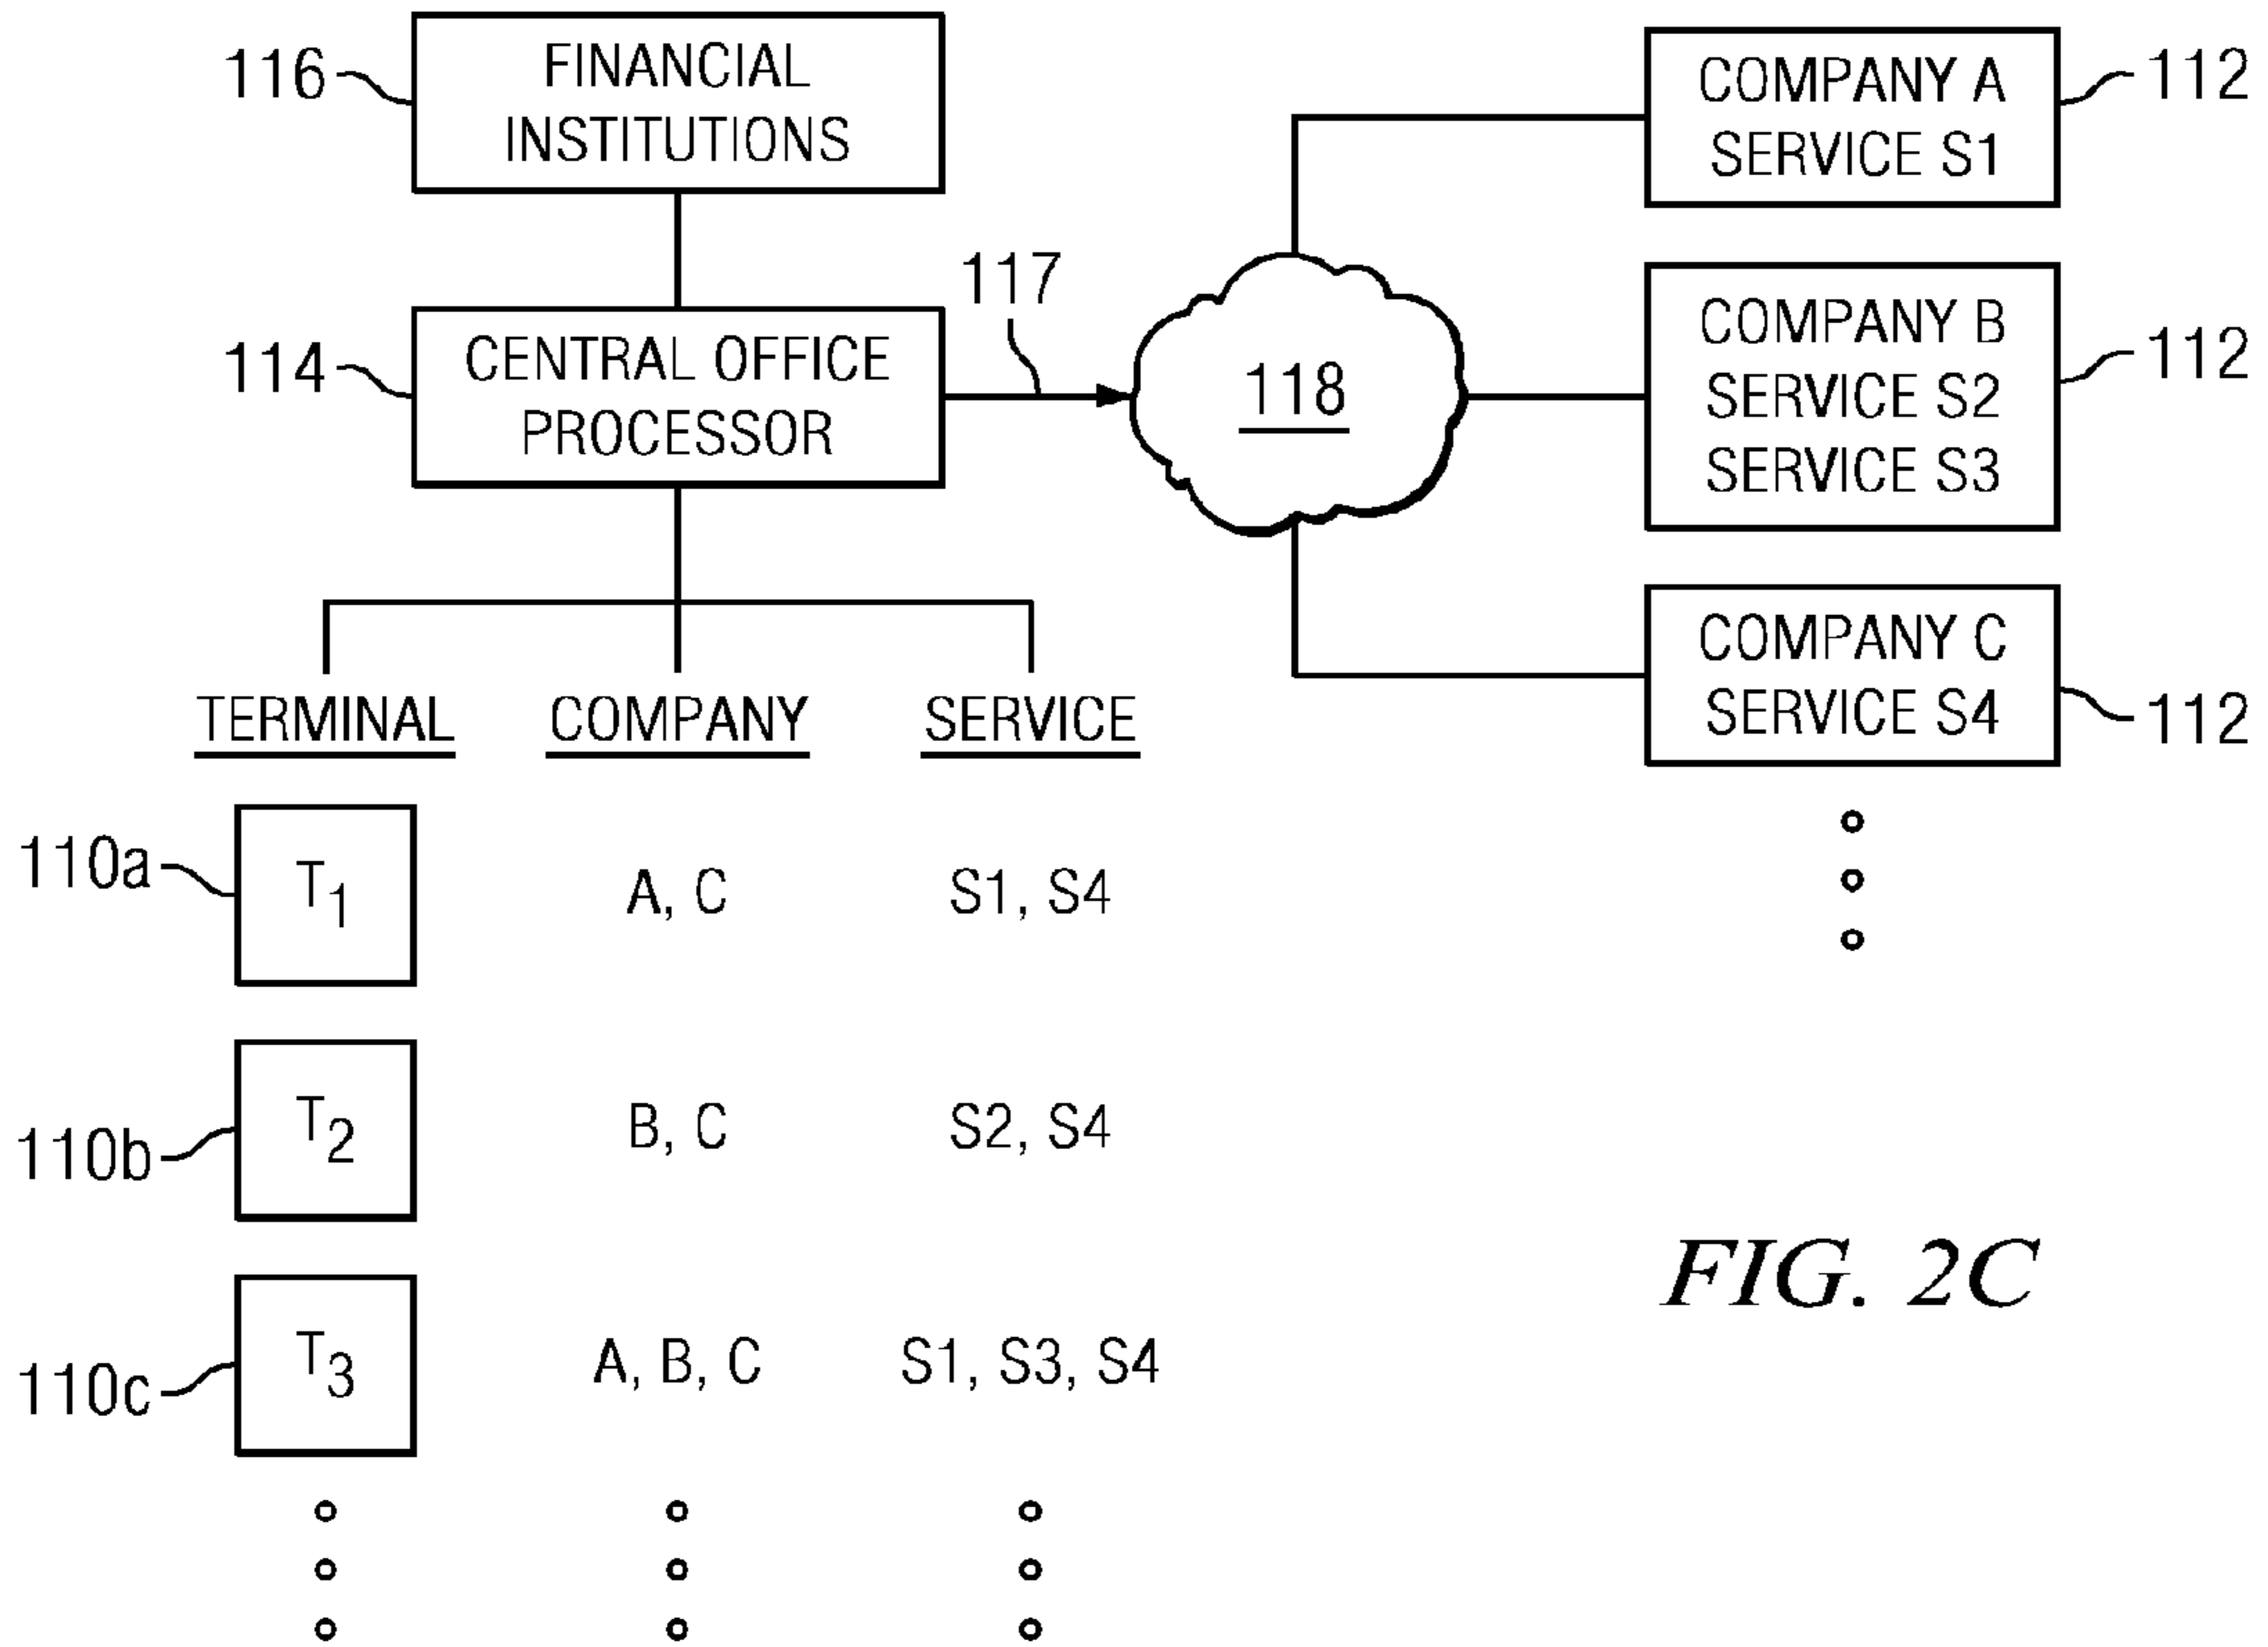 116
FINANCIAL
INSTITUTIONS
114
CENTRAL OFFICE
PROCESSOR
117
118
COMPANY A
SERVICE S1
112
COMPANY B
SERVICE S2
SERVICE S3
112
COMPANY C
SERVICE S4
112
TERMINAL COMPANY SERVICE
110a T1 A, C S1, S4
110b T2 B, C S2, S4
110c T3 A, B, C S1, S3, S4
FIG. 2C